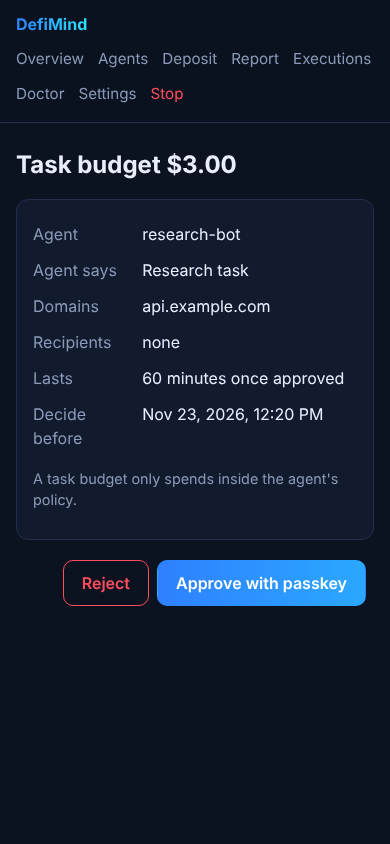 DefiMind
Overview Agents Deposit Report Executions
Doctor Settings Stop
Task budget $3.00
Agent research-bot
Agent says Research task
Domains api.example.com
Recipients none
Lasts 60 minutes once approved
Decide before Nov 23, 2026, 12:20 PM
A task budget only spends inside the agent's
policy.
Reject Approve with passkey